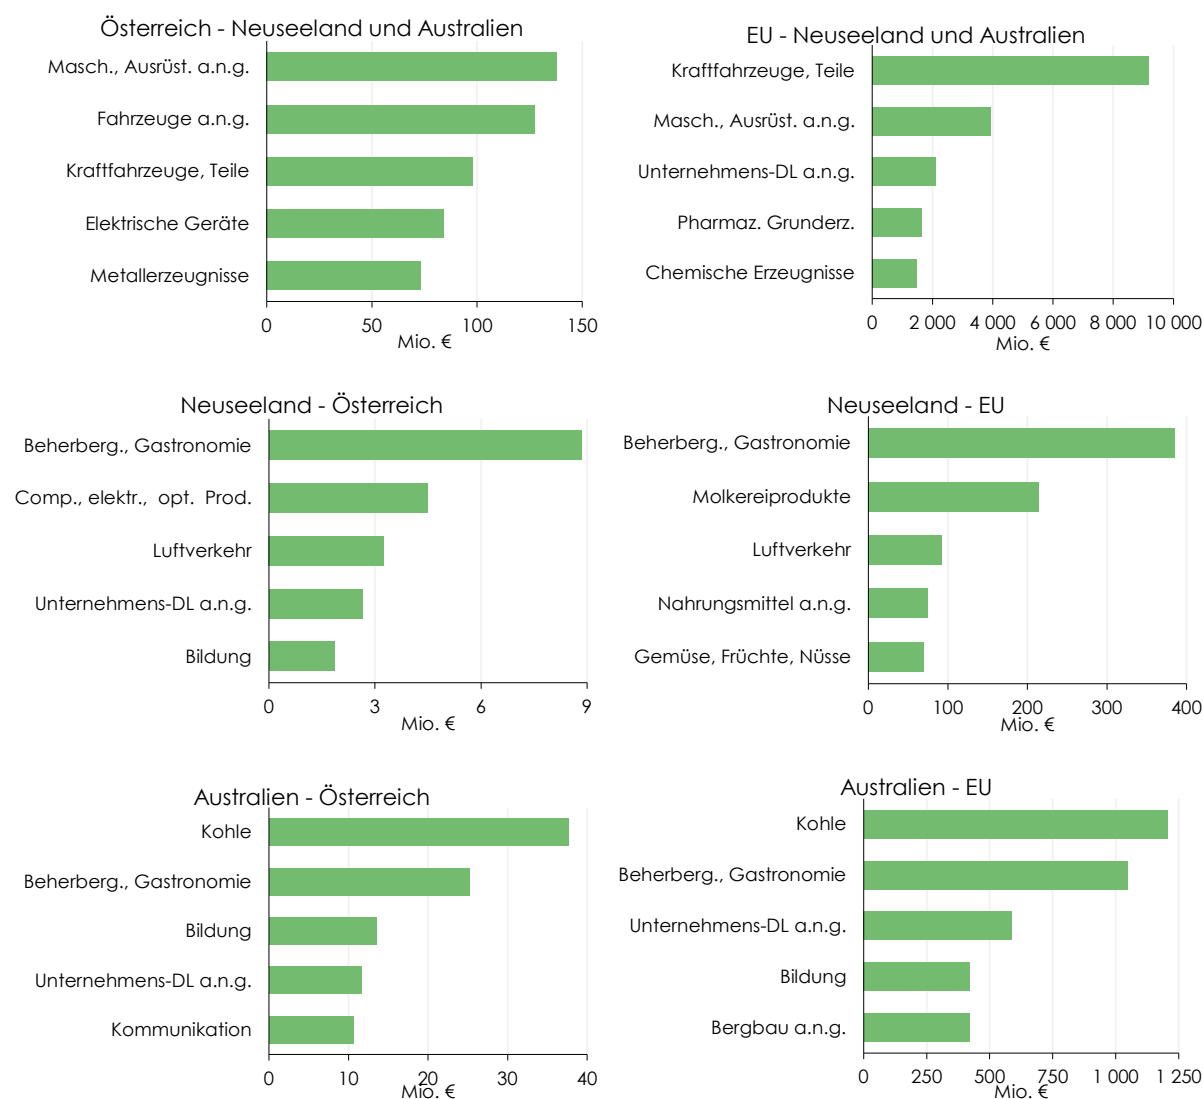 Österreich - Neuseeland und Australien
Masch., Ausrüst. a.n.g.
Fahrzeuge a.n.g.
Kraftfahrzeuge, Teile
Elektrische Geräte
Metallerzeugnisse
0 50 100 150
Mio. €
EU - Neuseeland und Australien
Kraftfahrzeuge, Teile
Masch., Ausrüst. a.n.g.
Unternehmens-DL a.n.g.
Pharmaz. Grunderz.
Chemische Erzeugnisse
0 2 000 4 000 6 000 8 000 10 000
Mio. €
Neuseeland - Österreich
Beherberg., Gastronomie
Comp., elektr., opt. Prod.
Luftverkehr
Unternehmens-DL a.n.g.
Bildung
0 3 6 9
Mio. €
Neuseeland - EU
Beherberg., Gastronomie
Molkereiprodukte
Luftverkehr
Nahrungsmittel a.n.g.
Gemüse, Früchte, Nüsse
0 100 200 300 400
Mio. €
Australien - Österreich
Kohle
Beherberg., Gastronomie
Bildung
Unternehmens-DL a.n.g.
Kommunikation
0 10 20 30 40
Mio. €
Australien - EU
Kohle
Beherberg., Gastronomie
Unternehmens-DL a.n.g.
Bildung
Bergbau a.n.g.
0 250 500 750 1 000 1 250
Mio. €